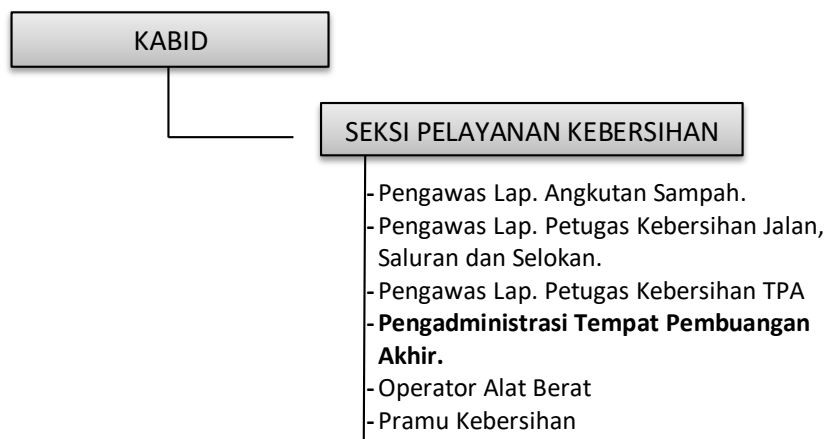 KABID
SEKSI PELAYANAN KEBERSIHAN
- Pengawas Lap. Angkutan Sampah.
- Pengawas Lap. Petugas Kebersihan Jalan,
Saluran dan Selokan.
- Pengawas Lap. Petugas Kebersihan TPA
- Pengadministrasi Tempat Pembuangan
Akhir.
- Operator Alat Berat
- Pramu Kebersihan